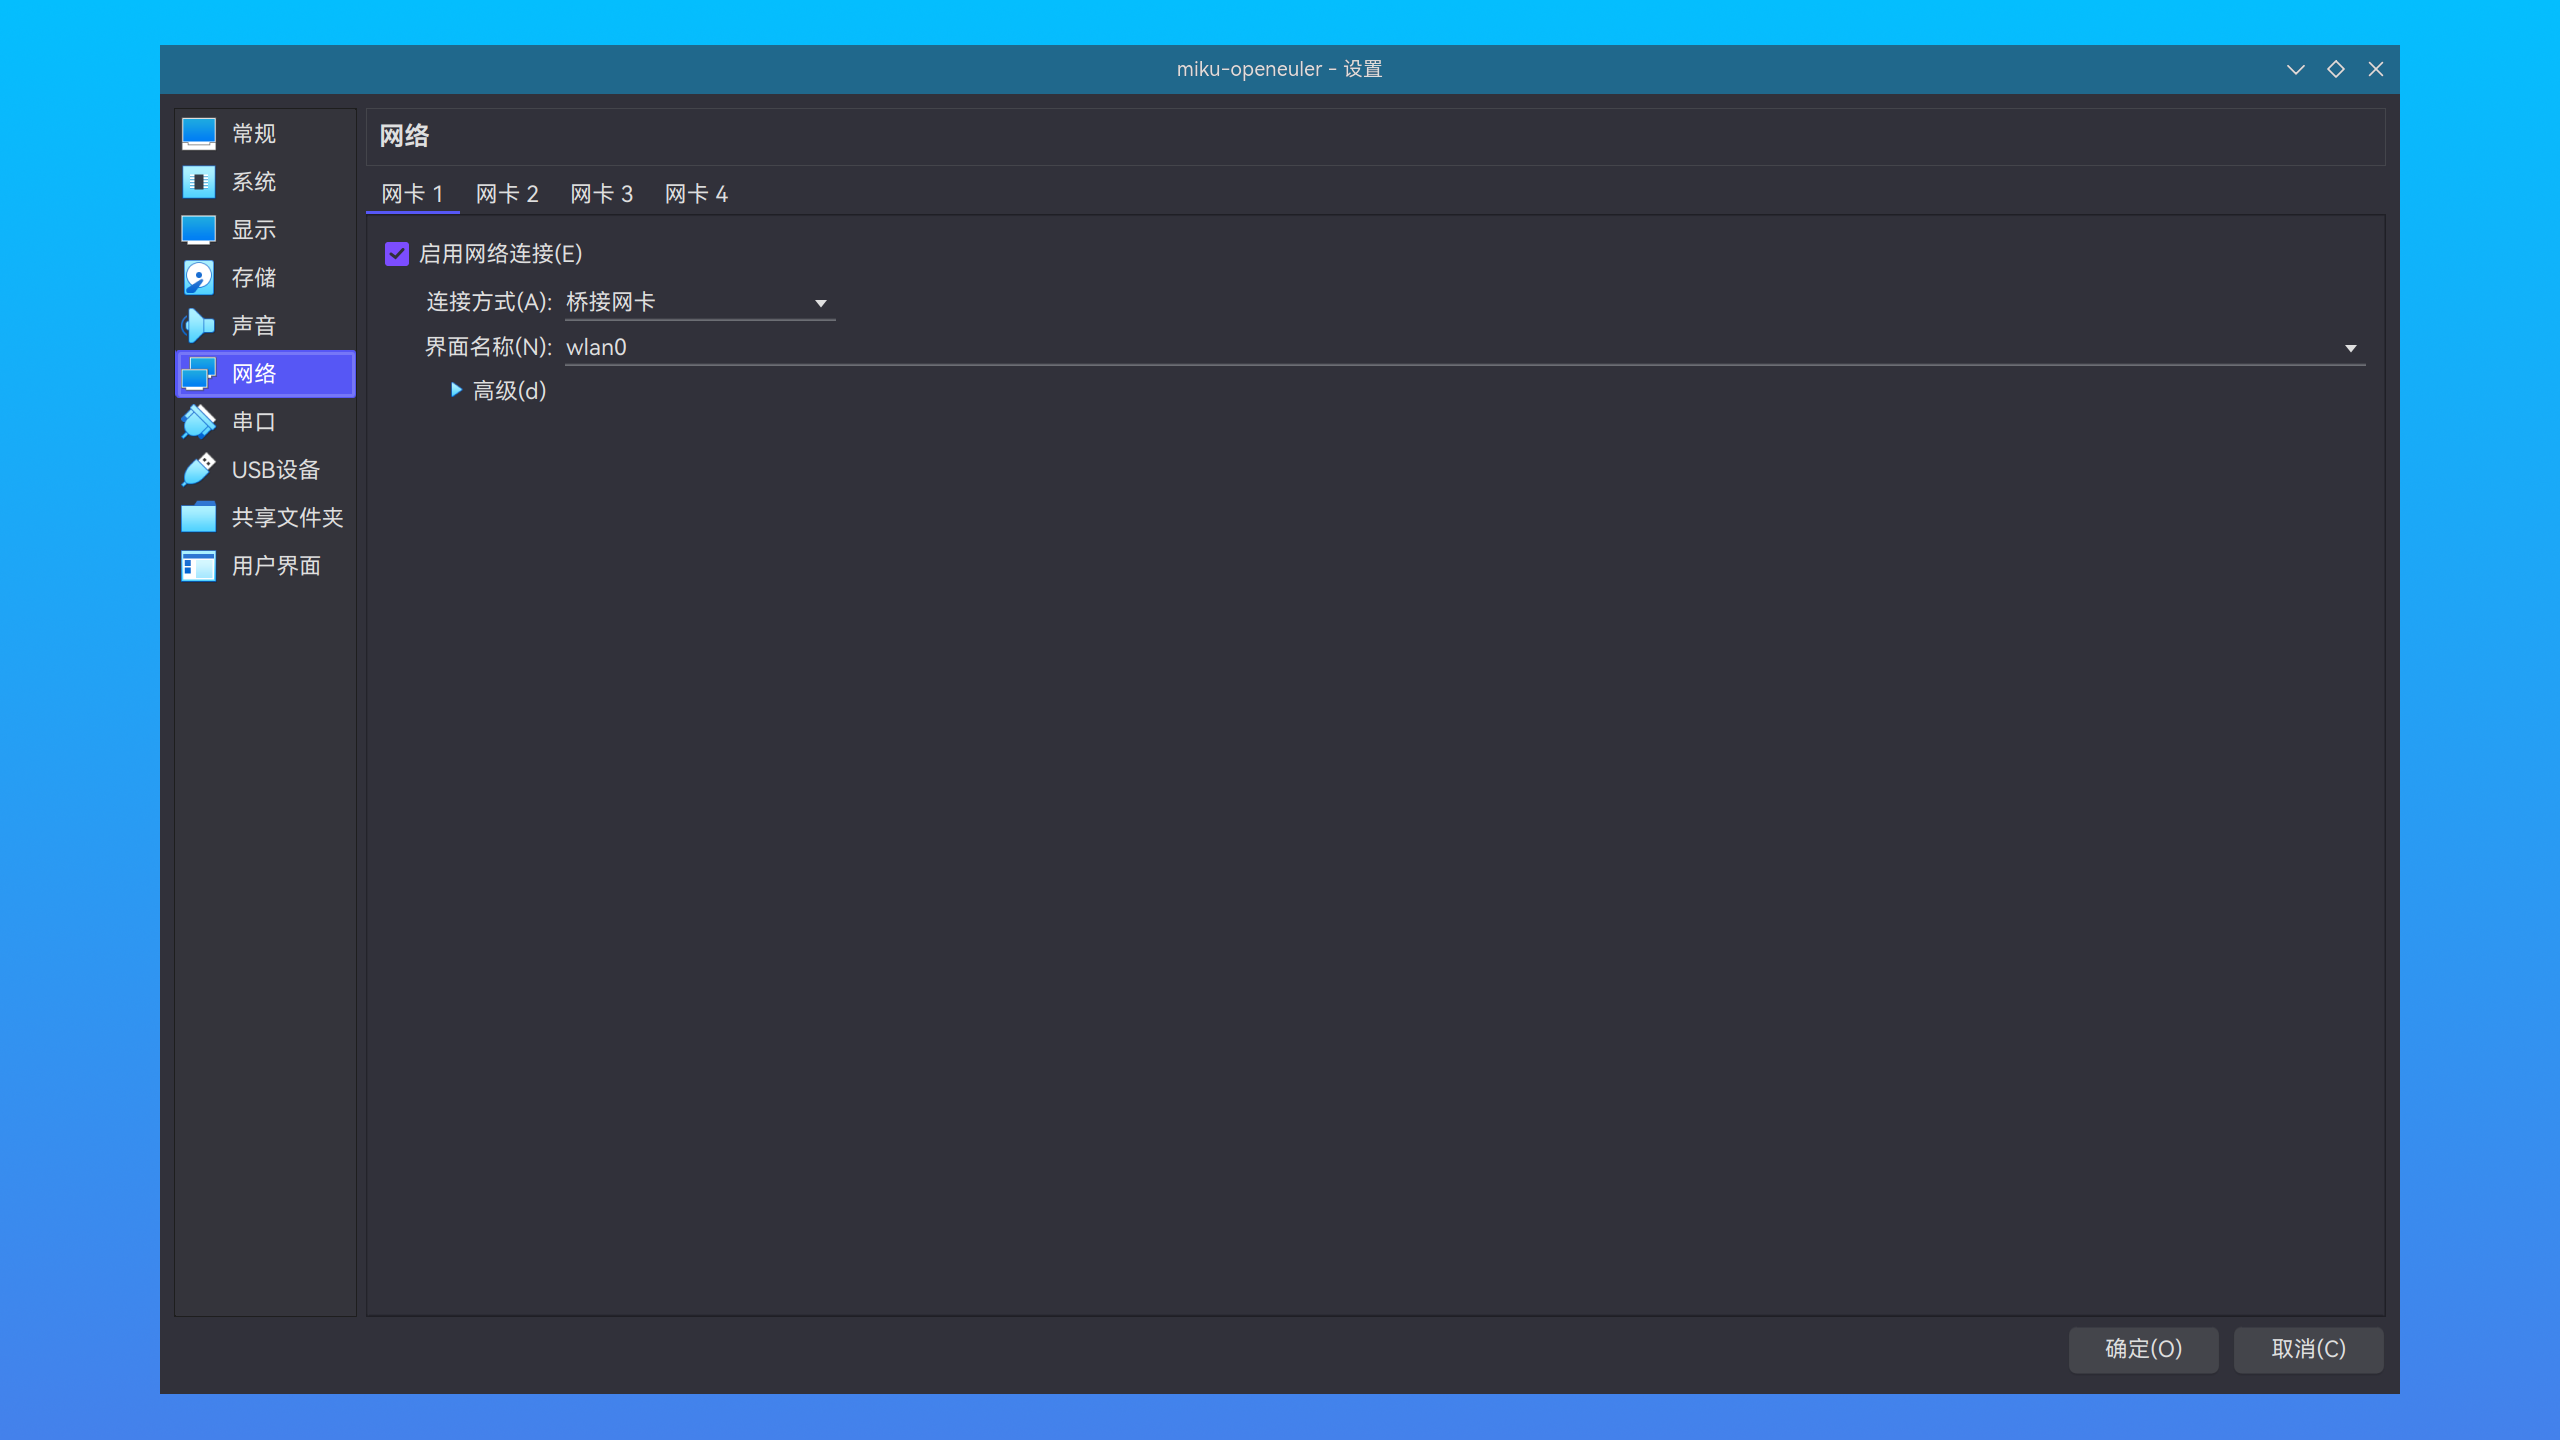 miku-openeuler - 设置
常规
系统
显示
存储
声音
网络
串口
USB设备
共享文件夹
用户界面
网络
网卡 1 网卡 2 网卡 3 网卡 4
启用网络连接(E)
连接方式(A): 桥接网卡
界面名称(N): wlan0
高级(d)
确定(O) 取消(C)